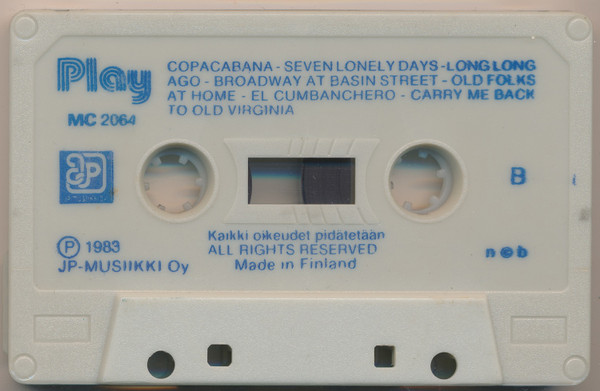 Play
COPACABANA - SEVEN LONELY DAYS - LONG LONG
AGO - BROADWAY AT BASIN STREET - OLD FOLKS
AT HOME - EL CUMBANCHERO - CARRY ME BACK
TO OLD VIRGINIA
MC 2064
JP
B
Kaikki oikeudet pidätetään
ALL RIGHTS RESERVED
Made in Finland
℗ 1983
JP-MUSIIKKI Oy
n©b